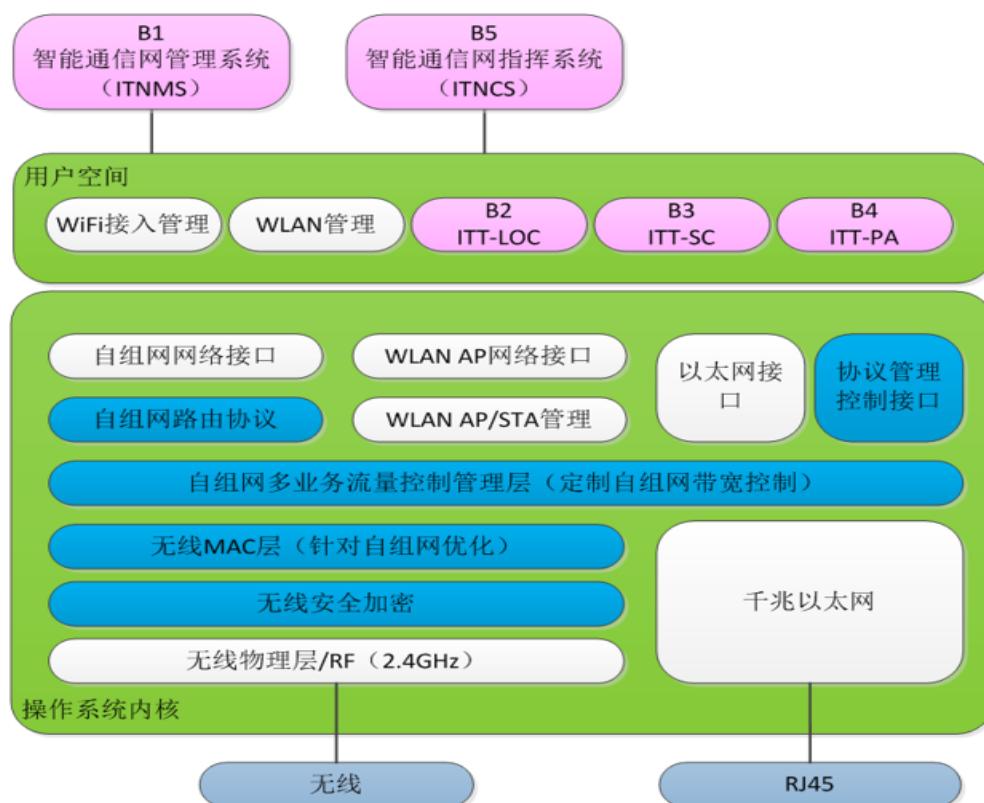 B1
智能通信网管理系统
（ITNMS）
B5
智能通信网指挥系统
（ITNCS）
用户空间
WiFi接入管理
WLAN管理
B2
ITT-LOC
B3
ITT-SC
B4
ITT-PA
自组网网络接口
WLAN AP网络接口
以太网接
口
协议管理
控制接口
自组网路由协议
WLAN AP/STA管理
自组网多业务流量控制管理层（定制自组网带宽控制）
无线MAC层（针对自组网优化）
无线安全加密
千兆以太网
无线物理层/RF（2.4GHz）
操作系统内核
无线
RJ45